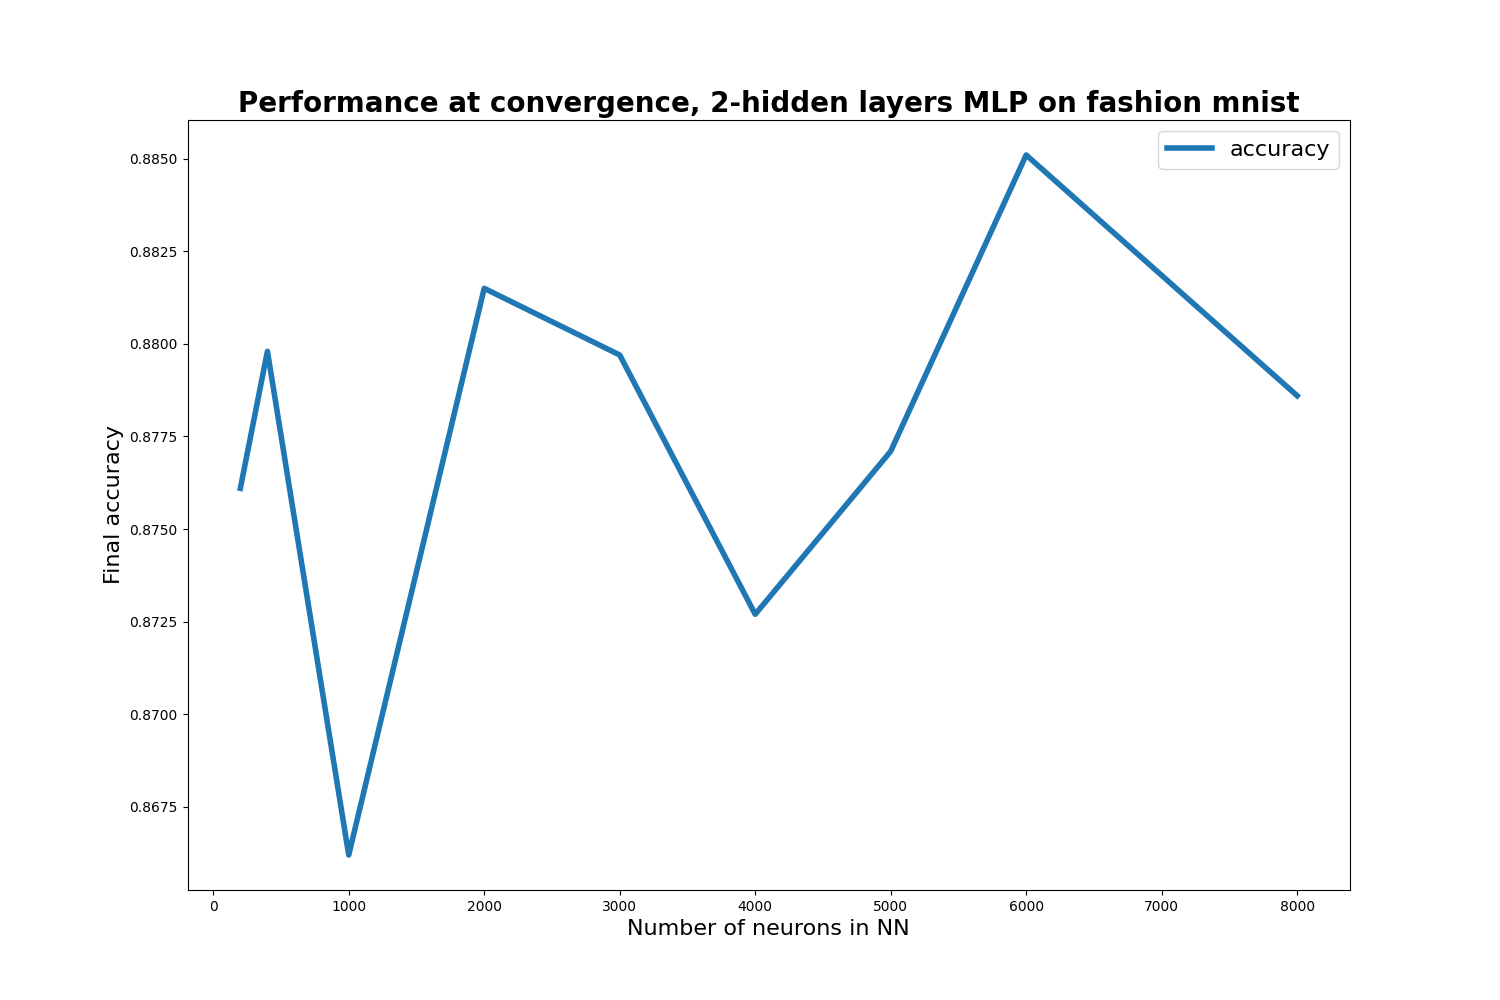 Performance at convergence, 2-hidden layers MLP on fashion mnist
accuracy
0.8850
0.8825
0.8800
0.8775
0.8750
0.8725
0.8700
0.8675
Final accuracy
0 1000 2000 3000 4000 5000 6000 7000 8000
Number of neurons in NN